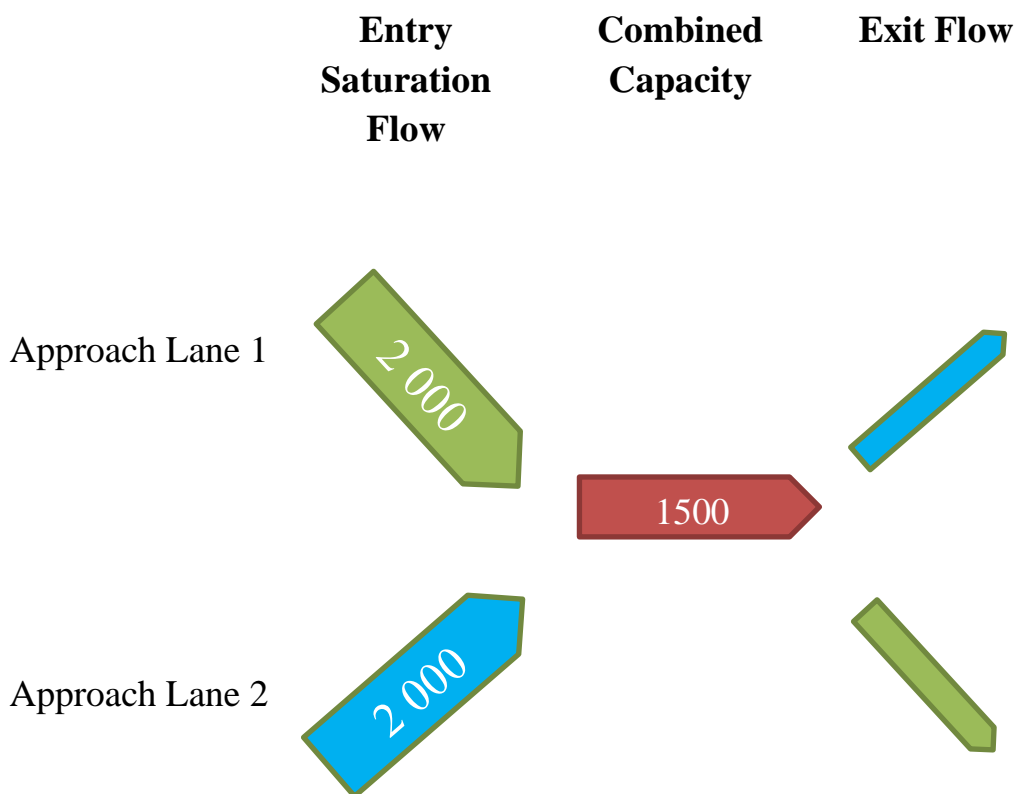 Entry
Saturation
Flow
Combined
Capacity
Exit Flow
Approach Lane 1
2 000
1500
Approach Lane 2
2 000